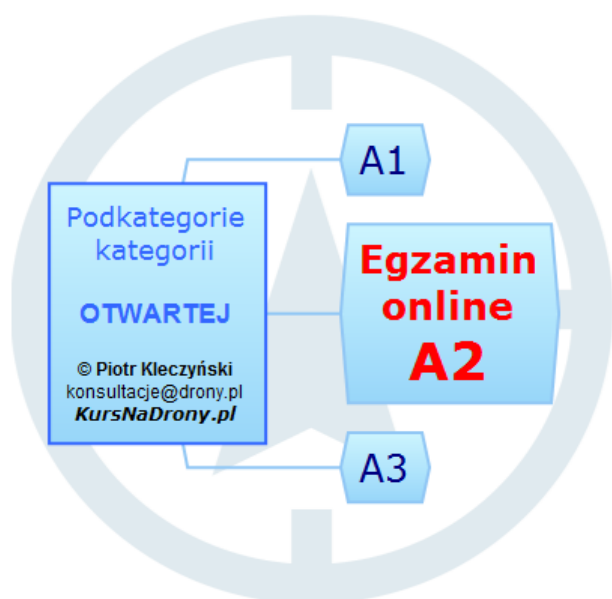 Podkategorie
kategorii
OTWARTEJ
© Piotr Kleczyński
konsultacje@drony.pl
KursNaDrony.pl
A1
Egzamin
online
A2
A3